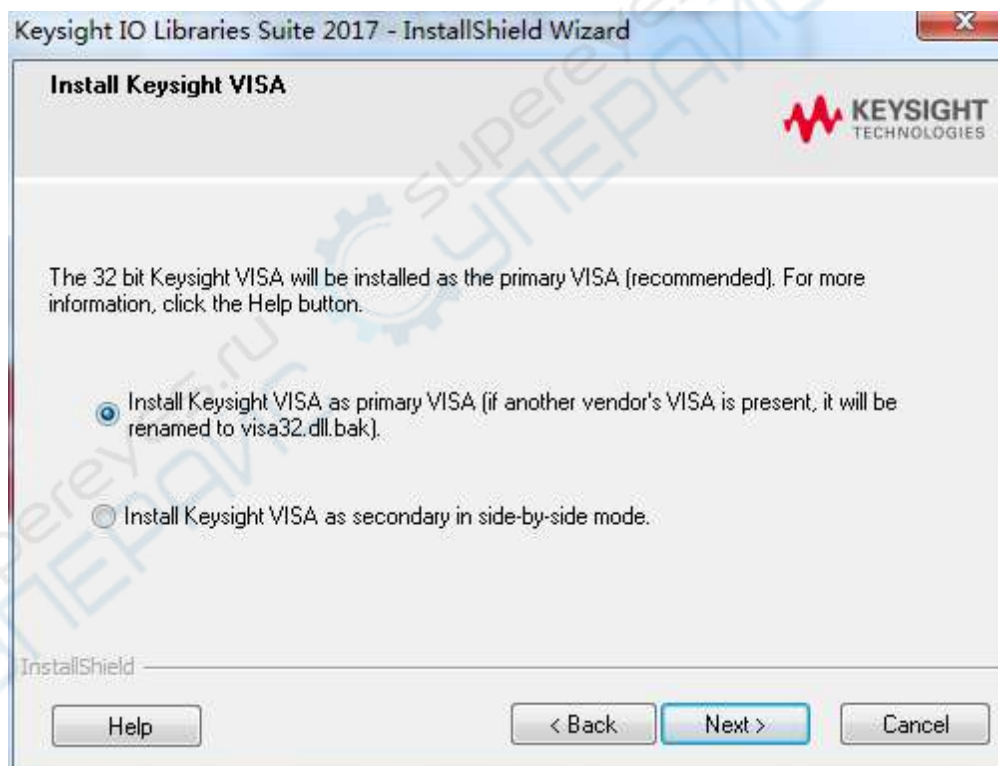 Keysight IO Libraries Suite 2017 - InstallShield Wizard
Install Keysight VISA
KEYSIGHT
TECHNOLOGIES
The 32 bit Keysight VISA will be installed as the primary VISA (recommended). For more
information, click the Help button.
Install Keysight VISA as primary VISA (if another vendor's VISA is present, it will be
renamed to visa32.dll.bak).
Install Keysight VISA as secondary in side-by-side mode.
InstallShield
Help
< Back
Next >
Cancel
supereyes.ru
СУПЕРАЙС